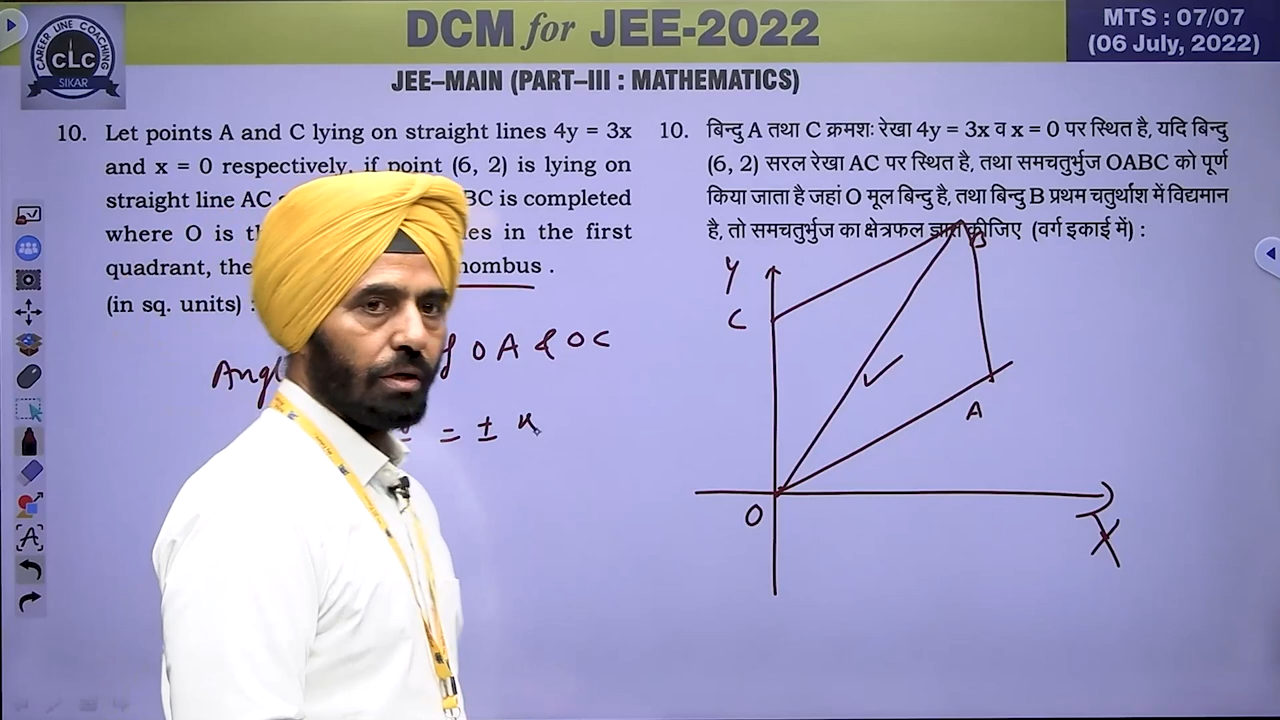 DCM for JEE-2022
MTS : 07/07
(06 July, 2022)
CAREER LINE COACHING
CLC
SIKAR
JEE–MAIN (PART–III : MATHEMATICS)
10. Let points A and C lying on straight lines 4y = 3x
and x = 0 respectively, if point (6, 2) is lying on
straight line AC BC is completed
where O is in the first
quadrant,
(in sq. units) :
10. बिन्दु A तथा C क्रमशः रेखा 4y = 3x व x = 0 पर स्थित है, यदि बिन्दु
(6, 2) सरल रेखा AC पर स्थित है, तथा समचतुर्भुज OABC को पूर्ण
किया जाता है जहां O मूल बिन्दु है, तथा बिन्दु B प्रथम चतुर्थाश में विद्यमान
है, तो समचतुर्भुज का क्षेत्रफल ज्ञात कीजिए (वर्ग इकाई में) :
OA & OC
= ± x
Y
C
B
A
O
X
A